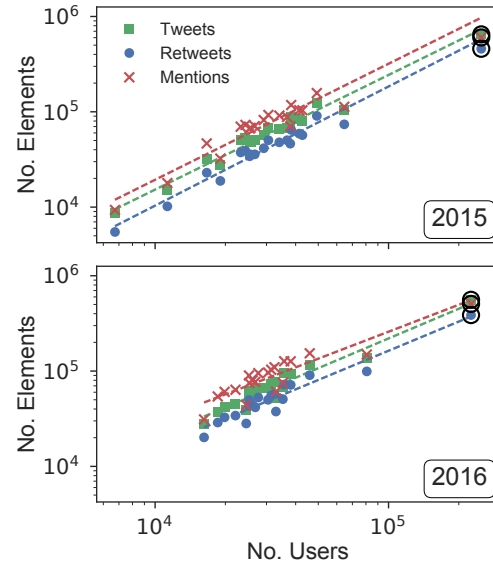 10^6
10^5
10^4
No. Elements
Tweets
Retweets
Mentions
2015
10^6
10^5
10^4
No. Elements
2016
10^4
10^5
No. Users